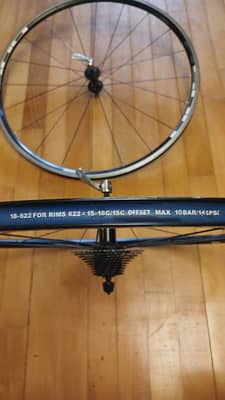 18-622 FOR RIMS 622 × 15-18C/15C OFFSET MAX 10BAR/145PSI